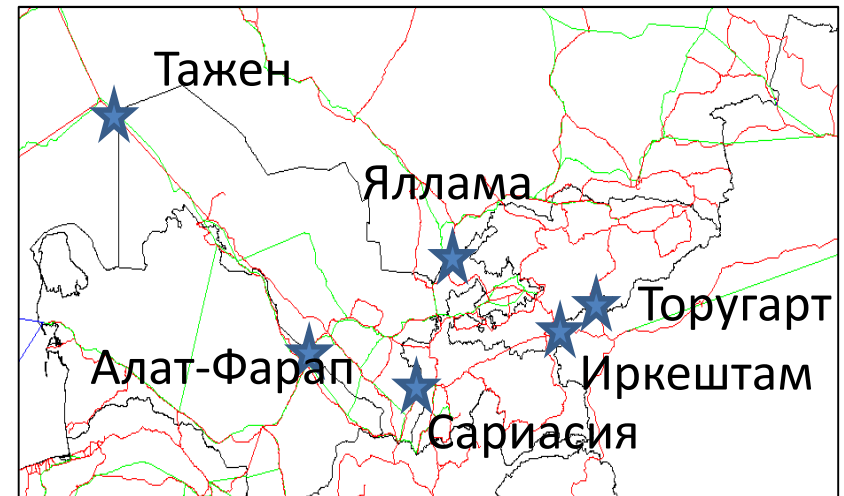 Тажен
Яллама
Торугарт
Алат-Фарап
Иркештам
Сариасия